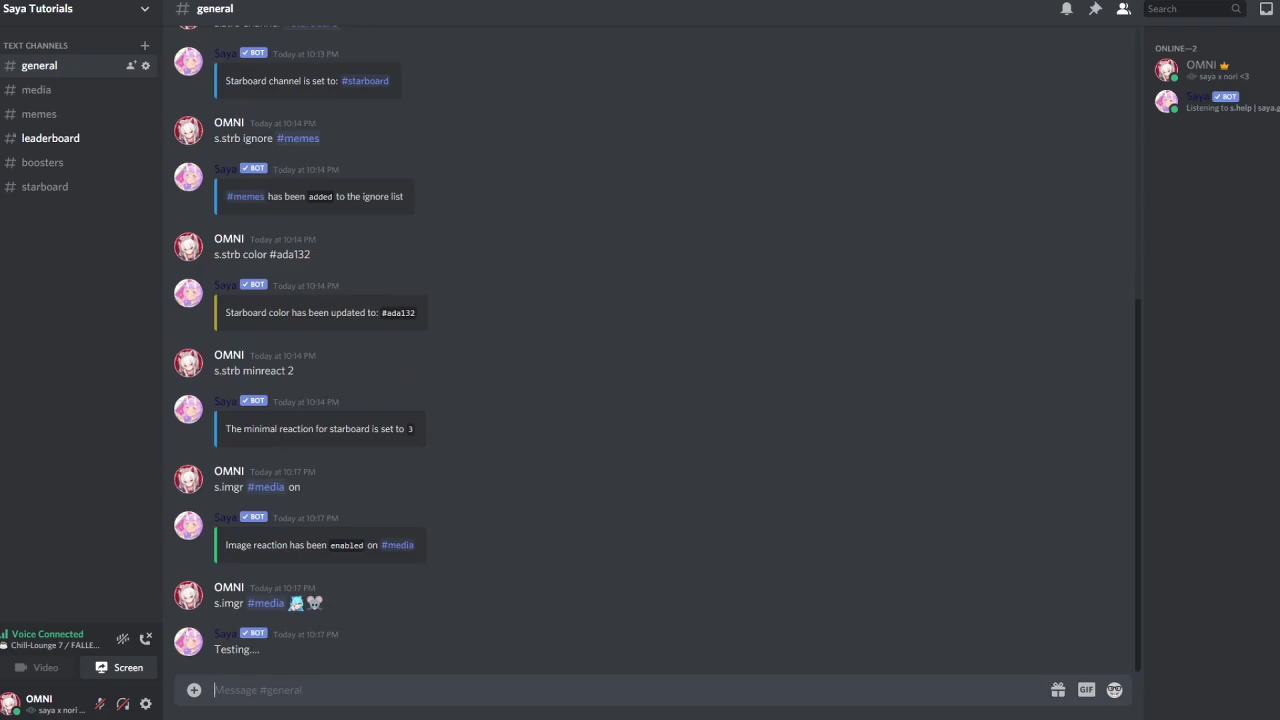 Saya Tutorials
general
Search
TEXT CHANNELS
general
media
memes
leaderboard
boosters
starboard
Saya BOT Today at 10:13 PM
Starboard channel is set to: #starboard
OMNI Today at 10:14 PM
s.strb ignore #memes
Saya BOT Today at 10:14 PM
#memes has been added to the ignore list
OMNI Today at 10:14 PM
s.strb color #ada132
Saya BOT Today at 10:14 PM
Starboard color has been updated to: #ada132
OMNI Today at 10:14 PM
s.strb minreact 2
Saya BOT Today at 10:14 PM
The minimal reaction for starboard is set to 3
OMNI Today at 10:17 PM
s.imgr #media on
Saya BOT Today at 10:17 PM
Image reaction has been enabled on #media
OMNI Today at 10:17 PM
s.imgr #media
Saya BOT Today at 10:17 PM
Testing....
Message #general
GIF
ONLINE—2
OMNI
saya x nori <3
Saya BOT
Listening to s.help | saya.g
Voice Connected
Chill-Lounge 7 / FALLE...
Video
Screen
OMNI
saya x nori ...